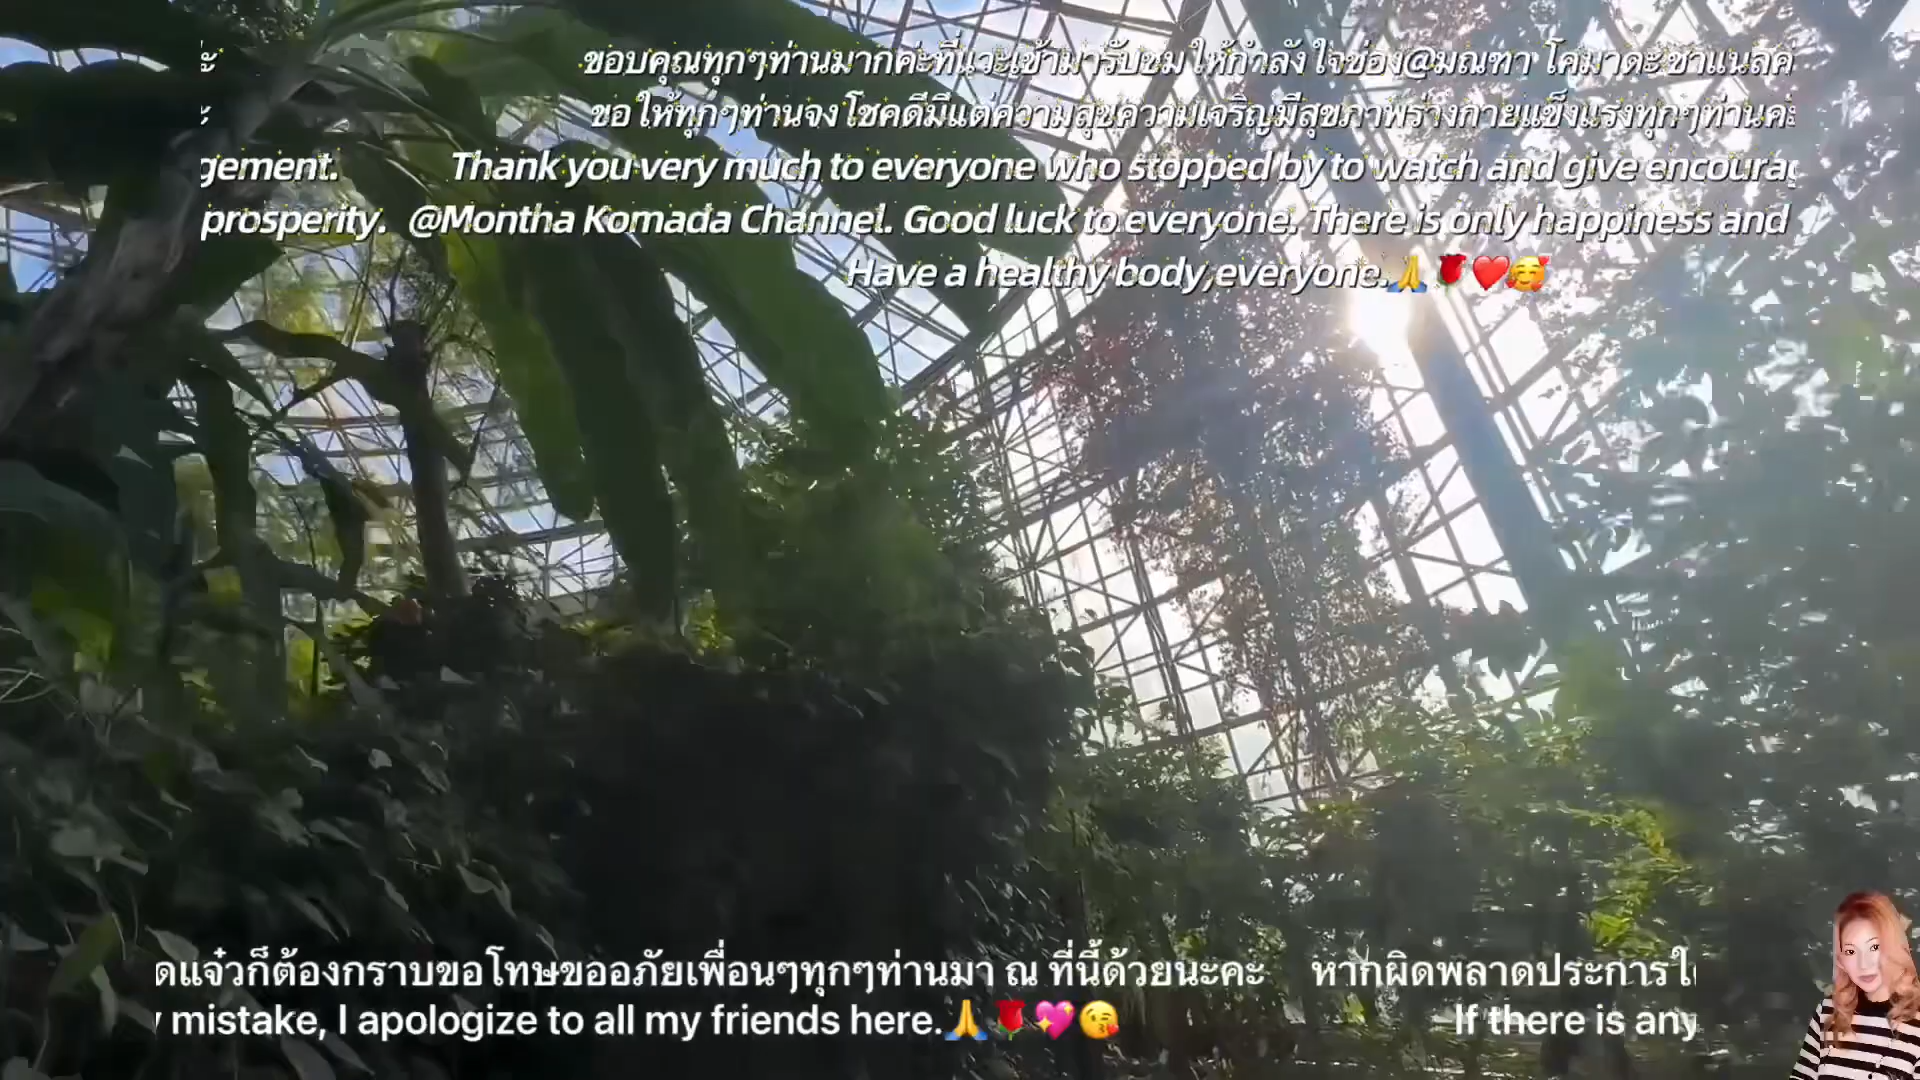 ขอบคุณทุกๆท่านมากค่ะที่แวะเข้ามารับชมให้กำลังใจช่อง@มณฑา โคมาดะชาแนลค่
ขอให้ทุกๆท่านจงโชคดีมีแต่ความสุขความเจริญมีสุขภาพร่างกายแข็งแรงทุกๆท่านค่ะ
gement. Thank you very much to everyone who stopped by to watch and give encourag
prosperity. @Montha Komada Channel. Good luck to everyone. There is only happiness and
Have a healthy body,everyone.🙏🌹❤️🥰
ดแจ๋วก็ต้องกราบขอโทษขออภัยเพื่อนๆทุกๆท่านมา ณ ที่นี้ด้วยนะคะ หากผิดพลาดประการใ
mistake, I apologize to all my friends here.🙏🌹💖😘 If there is any